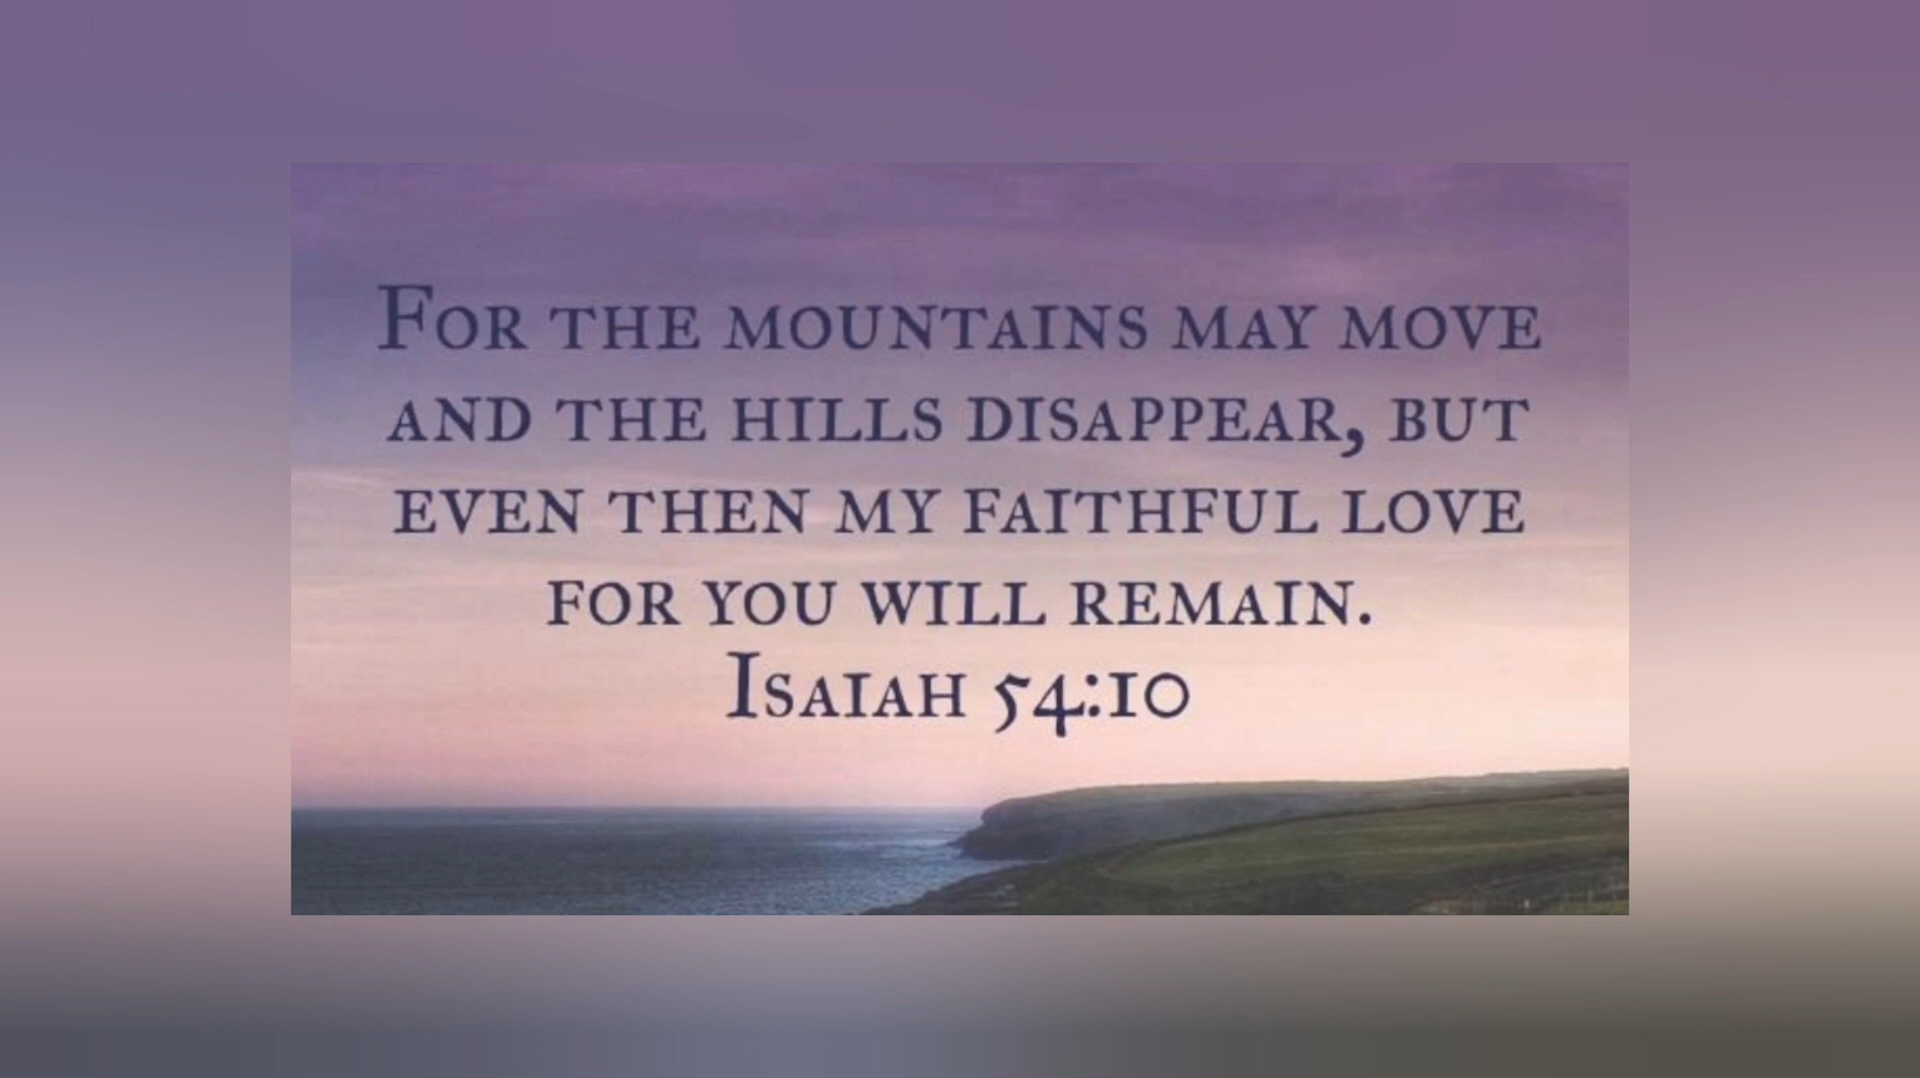 For the mountains may move
and the hills disappear, but
even then my faithful love
for you will remain.
Isaiah 54:10